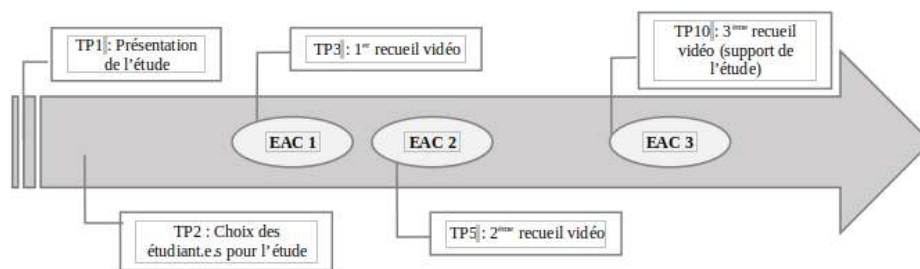 TP1 : Présentation
de l'étude
TP3 : 1er recueil vidéo
TP10 : 3ème recueil
vidéo (support de
l'étude)
EAC 1
EAC 2
EAC 3
TP2 : Choix des
étudiant.e.s pour l'étude
TP5 : 2ème recueil vidéo